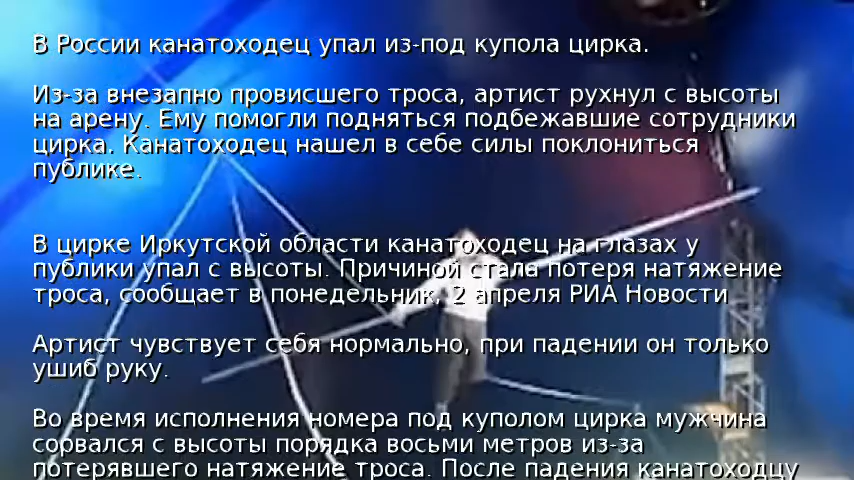 В России канатоходец упал из-под купола цирка.
Из-за внезапно провисшего троса, артист рухнул с высоты
на арену. Ему помогли подняться подбежавшие сотрудники
цирка. Канатоходец нашел в себе силы поклониться
публике.
В цирке Иркутской области канатоходец на глазах у
публики упал с высоты. Причиной стала потеря натяжение
троса, сообщает в понедельник, 2 апреля РИА Новости
Артист чувствует себя нормально, при падении он только
ушиб руку.
Во время исполнения номера под куполом цирка мужчина
сорвался с высоты порядка восьми метров из-за
потерявшего натяжение троса. После падения канатоходцу